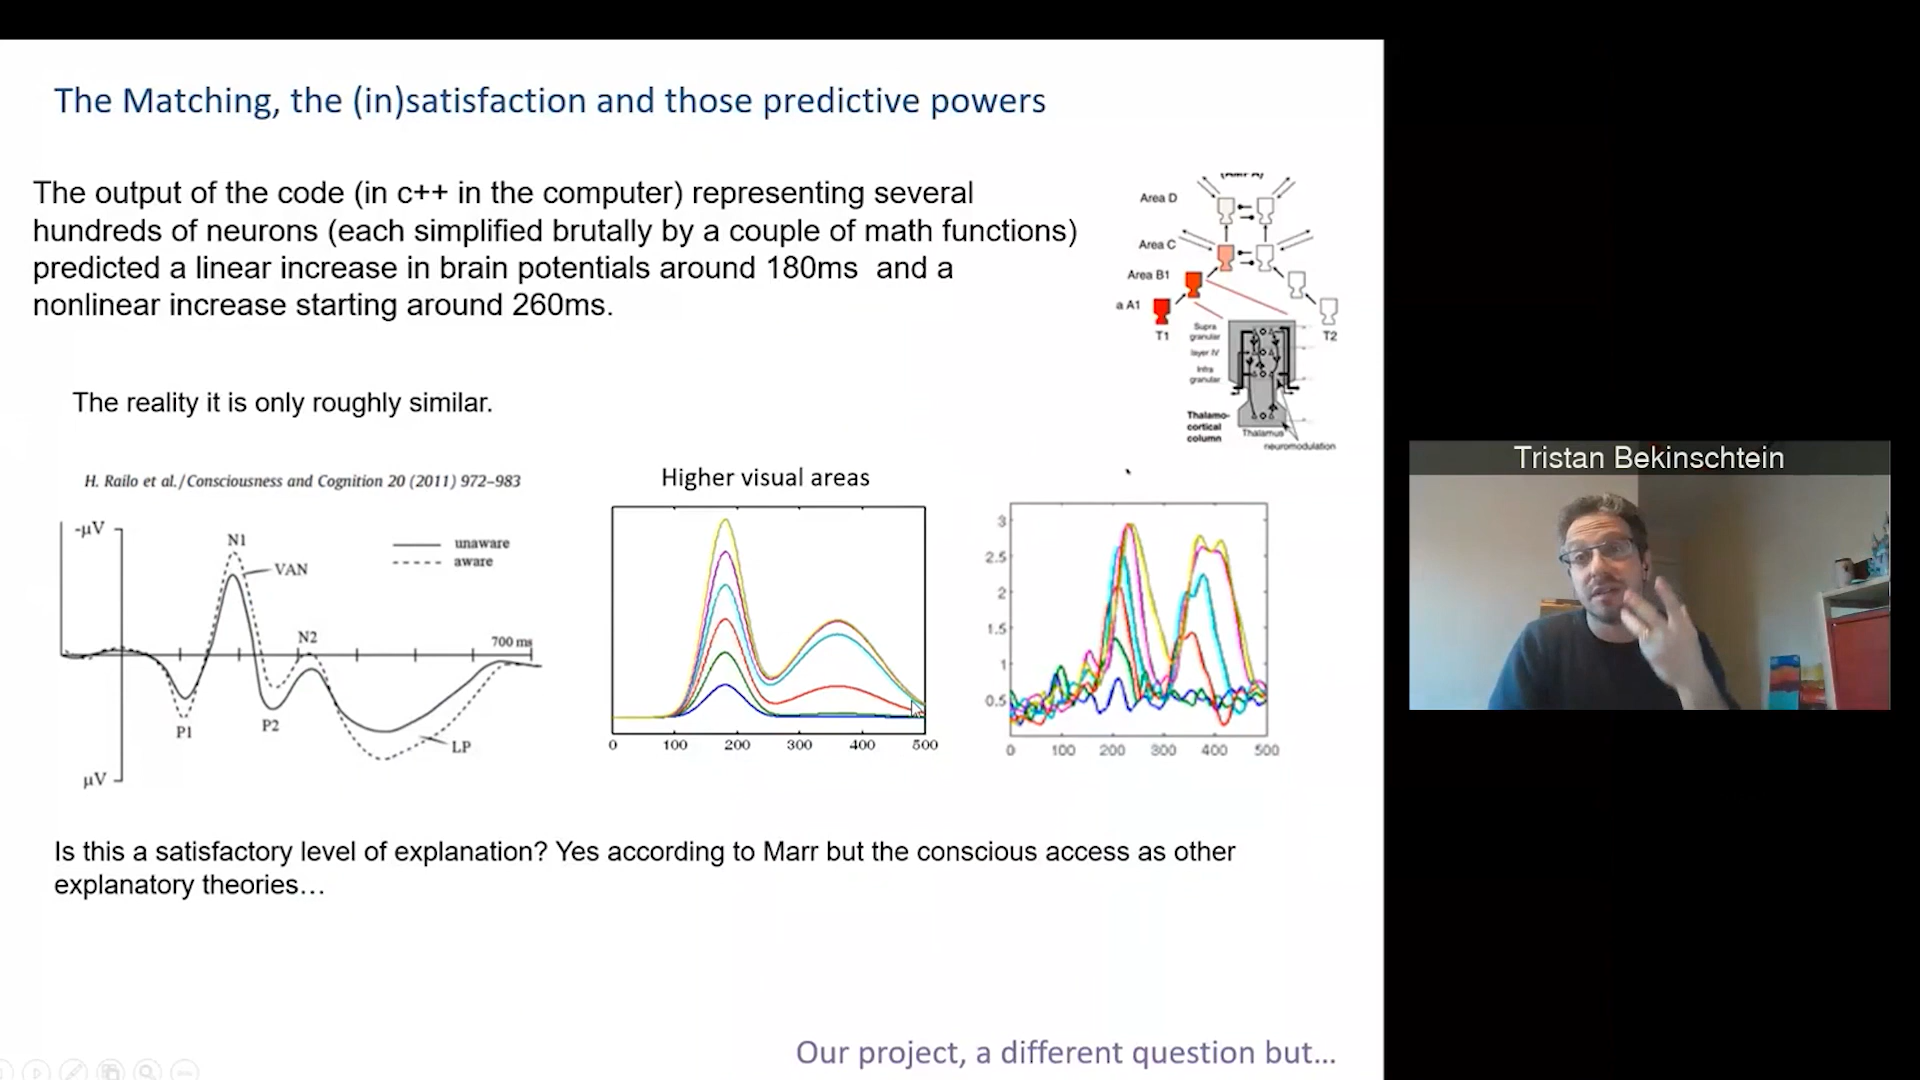 The Matching, the (in)satisfaction and those predictive powers
The output of the code (in c++ in the computer) representing several
hundreds of neurons (each simplified brutally by a couple of math functions)
predicted a linear increase in brain potentials around 180ms and a
nonlinear increase starting around 260ms.
The reality it is only roughly similar.
(AMPA)
Area D
Area C
Area B1
a A1
T1
T2
Supra
granular
layer IV
Infra
granular
Thalamo-
cortical
column
Thalamus
neuromodulation
H. Railo et al./Consciousness and Cognition 20 (2011) 972–983
-µV
N1
VAN
unaware
aware
N2
700 ms
P1
P2
LP
µV
Higher visual areas
0 100 200 300 400 500
3
2.5
2
1.5
1
0.5
0 100 200 300 400 500
Is this a satisfactory level of explanation? Yes according to Marr but the conscious access as other
explanatory theories…
Our project, a different question but…
Tristan Bekinschtein